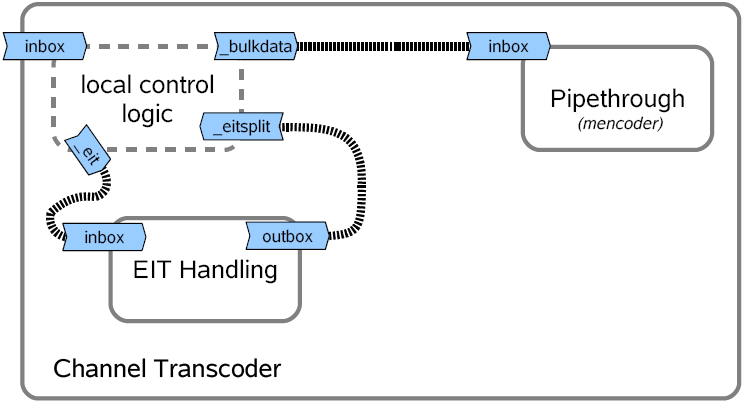 inbox
_bulkdata
inbox
local control
logic
Pipethrough
(mencoder)
_eitsplit
_eit
inbox
outbox
EIT Handling
Channel Transcoder